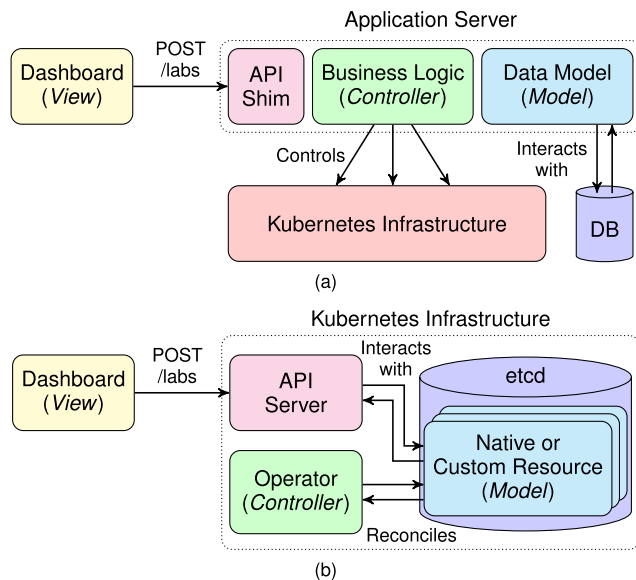 Application Server
POST
/labs
Dashboard
(View)
API
Shim
Business Logic
(Controller)
Data Model
(Model)
Controls
Interacts
with
Kubernetes Infrastructure
DB
(a)
Kubernetes Infrastructure
POST
/labs
Interacts
with
Dashboard
(View)
API
Server
etcd
Native or
Custom Resource
(Model)
Operator
(Controller)
Reconciles
(b)